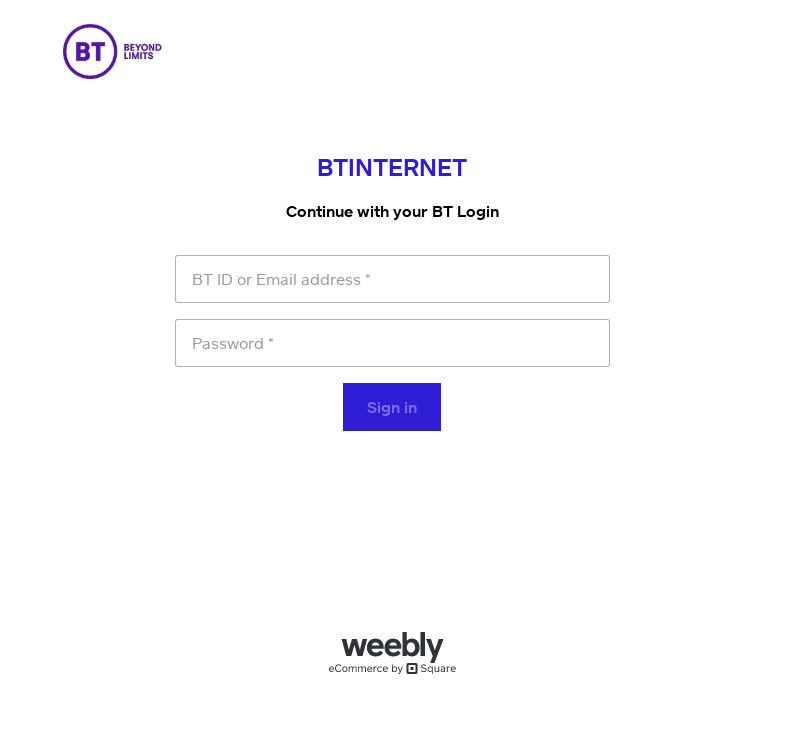 BT BEYOND
LIMITS
BTINTERNET
Continue with your BT Login
BT ID or Email address *
Password *
Sign in
weebly
eCommerce by Square